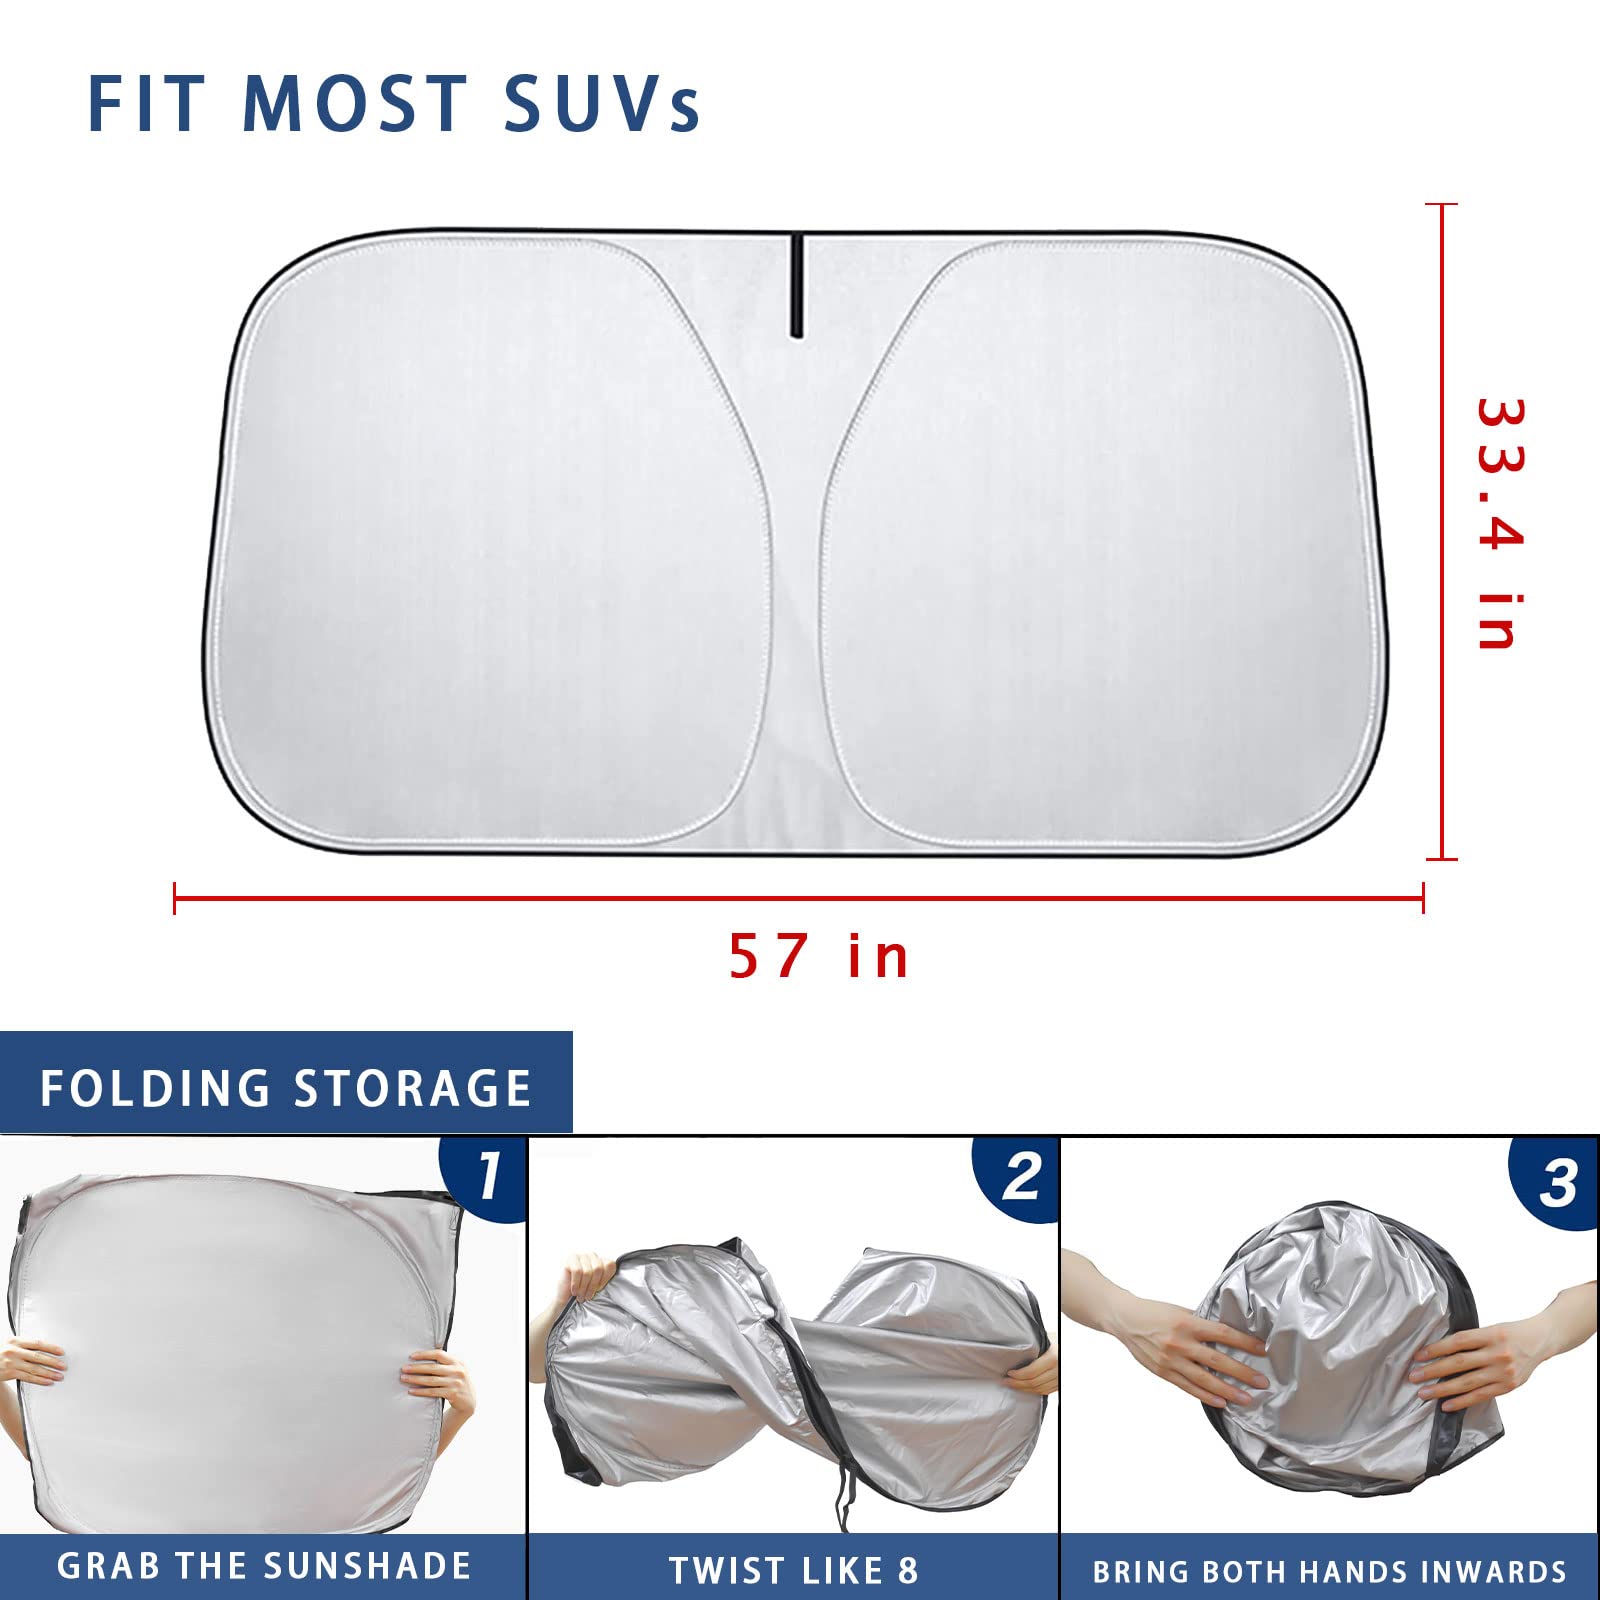 FIT MOST SUVs
33.4 in
57 in
FOLDING STORAGE
1
2
3
GRAB THE SUNSHADE
TWIST LIKE 8
BRING BOTH HANDS INWARDS